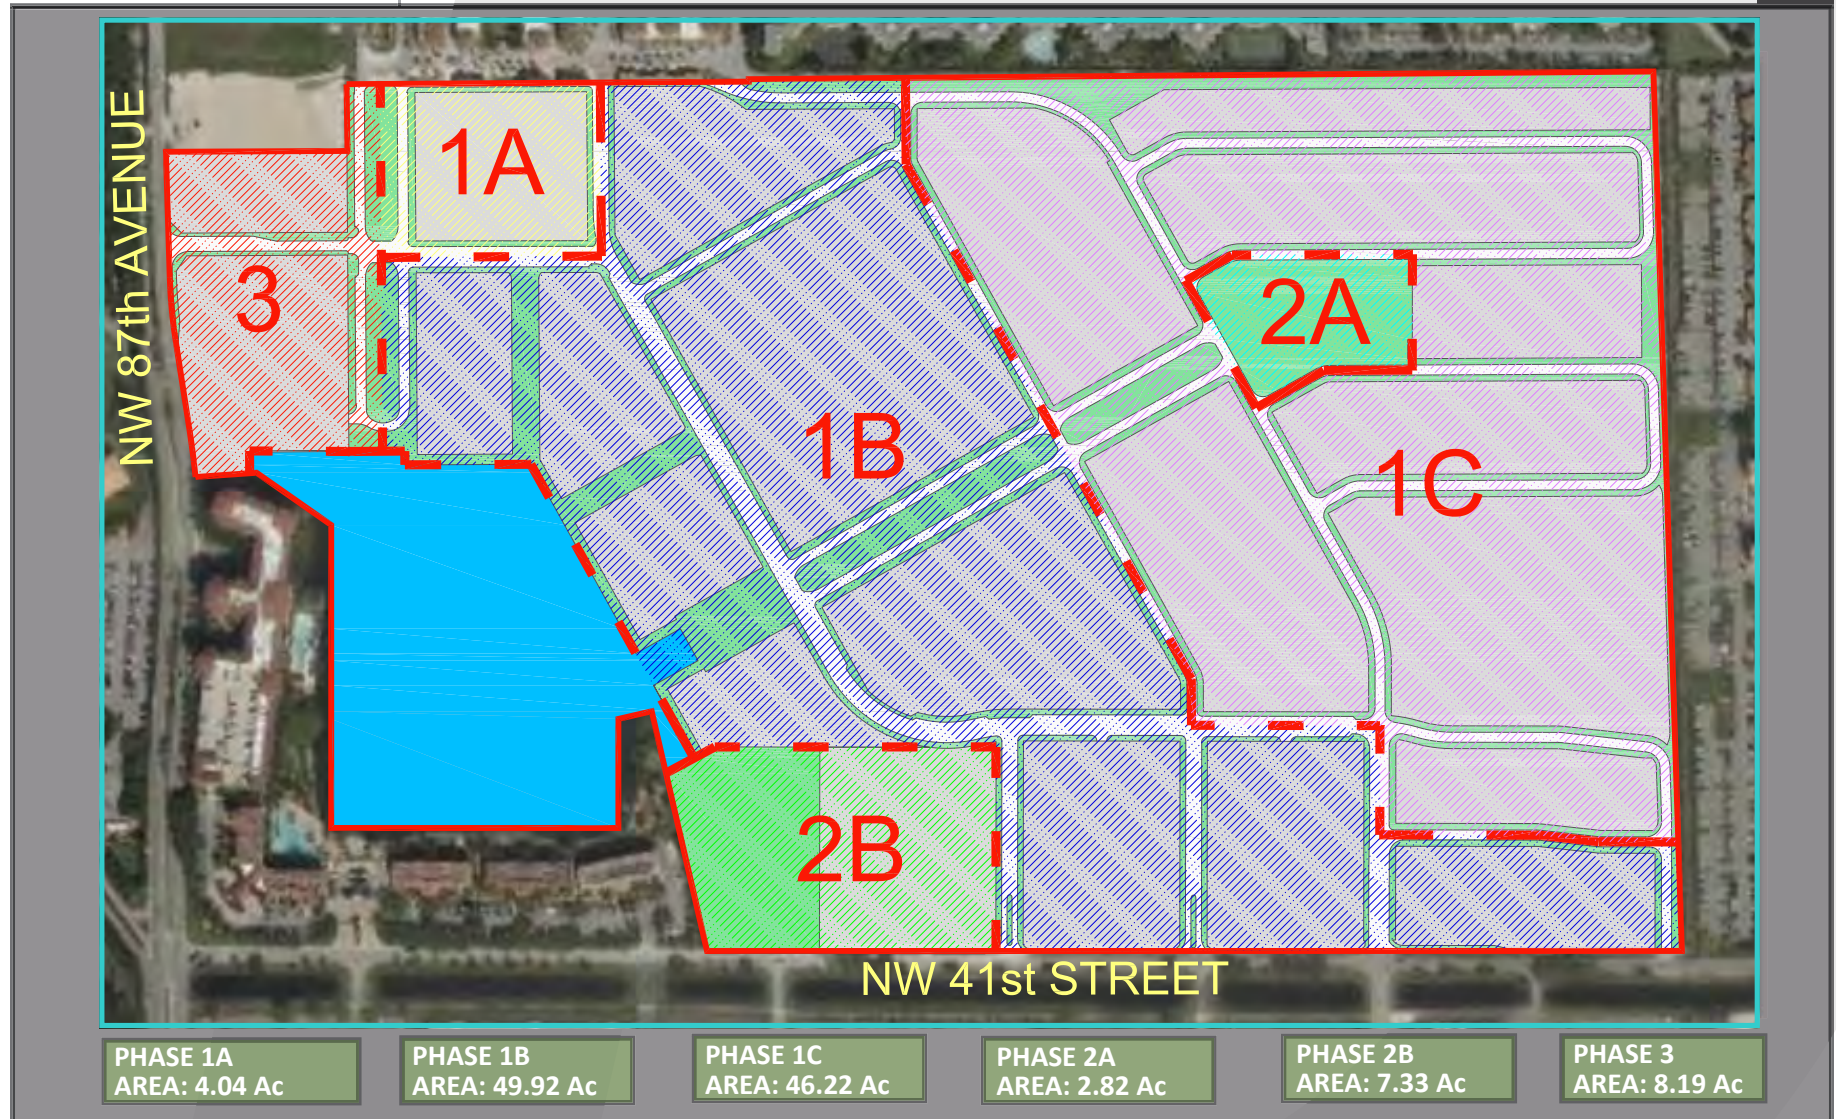 NW 87th AVENUE
1A
3
2A
1B
1C
2B
NW 41st STREET
PHASE 1A
AREA: 4.04 Ac
PHASE 1B
AREA: 49.92 Ac
PHASE 1C
AREA: 46.22 Ac
PHASE 2A
AREA: 2.82 Ac
PHASE 2B
AREA: 7.33 Ac
PHASE 3
AREA: 8.19 Ac